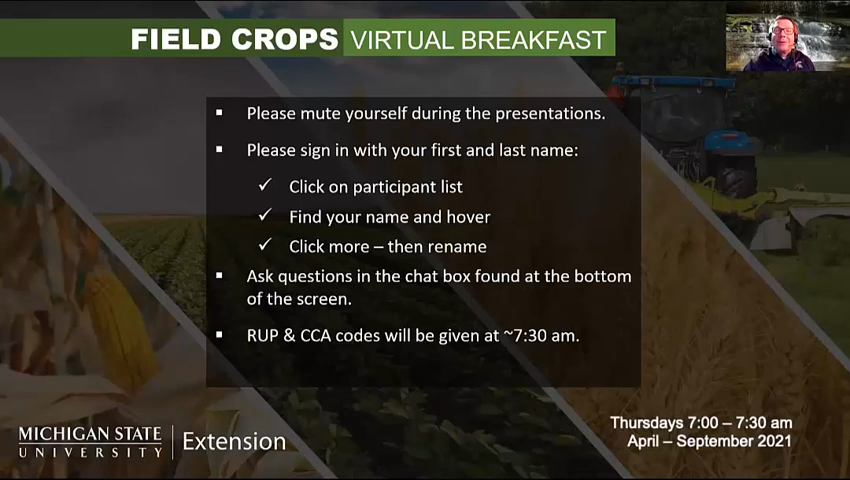 FIELD CROPS VIRTUAL BREAKFAST
▪ Please mute yourself during the presentations.
▪ Please sign in with your first and last name:
✓ Click on participant list
✓ Find your name and hover
✓ Click more – then rename
▪ Ask questions in the chat box found at the bottom
of the screen.
▪ RUP & CCA codes will be given at ~7:30 am.
Thursdays 7:00 – 7:30 am
April – September 2021
MICHIGAN STATE
UNIVERSITY
Extension